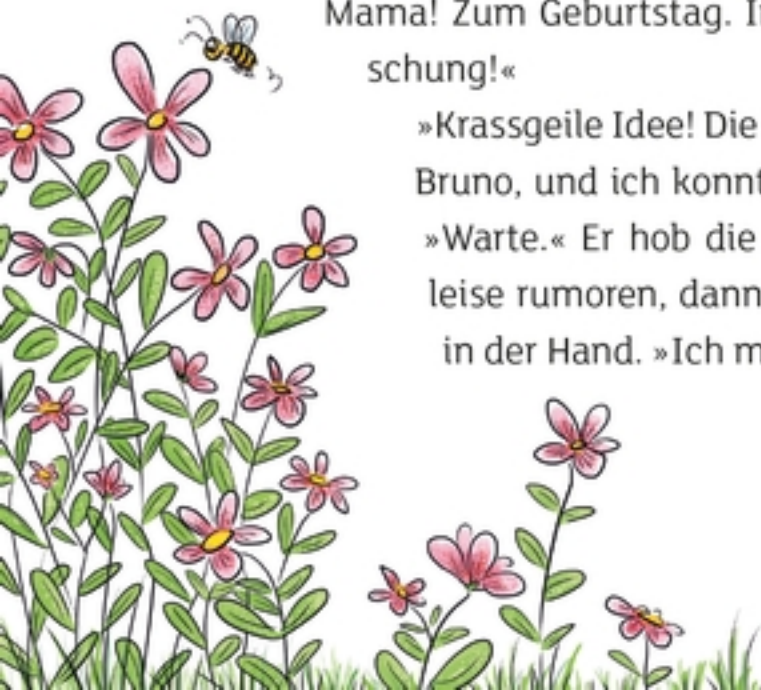 Mama! Zum Geburtstag.
schung!«
»Krassgeile Idee! Die
Bruno, und ich konnt
»Warte.« Er hob die
leise rumoren, dann
in der Hand. »Ich m